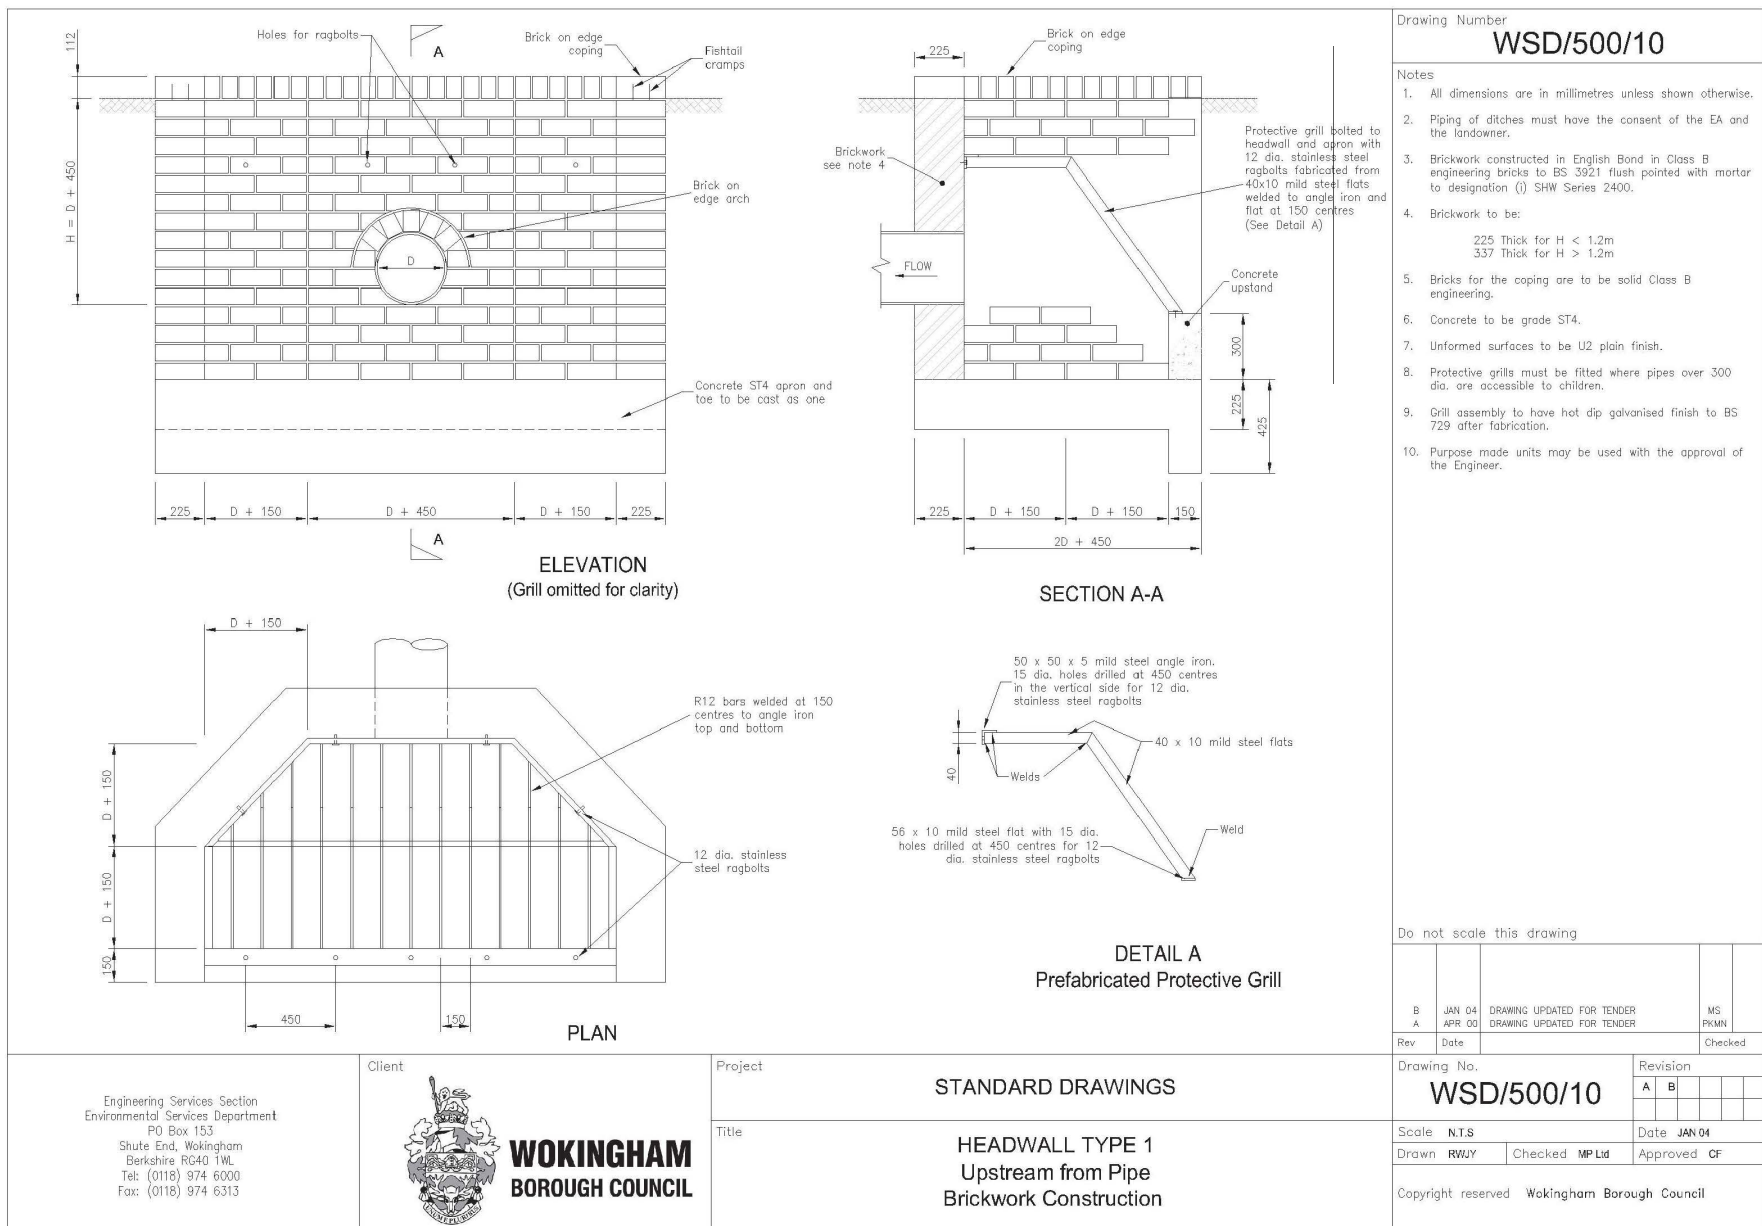 112
H = D + 450
Holes for ragbolts
A
Brick on edge
coping
Fishtail
cramps
Brick on
edge arch
D
Concrete ST4 apron and
toe to be cast as one
225
D + 150
D + 450
D + 150
225
A
ELEVATION
(Grill omitted for clarity)
225
Brick on edge
coping
Brickwork
see note 4
Protective grill bolted to
headwall and apron with
12 dia. stainless steel
ragbolts fabricated from
40x10 mild steel flats
welded to angle iron and
flat at 150 centres
(See Detail A)
FLOW
Concrete
upstand
300
225
425
225
D + 150
D + 150
150
2D + 450
SECTION A-A
D + 150
R12 bars welded at 150
centres to angle iron
top and bottom
D + 150
D + 150
150
12 dia. stainless
steel ragbolts
450
150
PLAN
50 x 50 x 5 mild steel angle iron.
15 dia. holes drilled at 450 centres
in the vertical side for 12 dia.
stainless steel ragbolts
40 x 10 mild steel flats
40
Welds
56 x 10 mild steel flat with 15 dia.
holes drilled at 450 centres for 12
dia. stainless steel ragbolts
Weld
DETAIL A
Prefabricated Protective Grill
Drawing Number
WSD/500/10
Notes
1. All dimensions are in millimetres unless shown otherwise.
2. Piping of ditches must have the consent of the EA and
the landowner.
3. Brickwork constructed in English Bond in Class B
engineering bricks to BS 3921 flush pointed with mortar
to designation (i) SHW Series 2400.
4. Brickwork to be:
225 Thick for H < 1.2m
337 Thick for H > 1.2m
5. Bricks for the coping are to be solid Class B
engineering.
6. Concrete to be grade ST4.
7. Unformed surfaces to be U2 plain finish.
8. Protective grills must be fitted where pipes over 300
dia. are accessible to children.
9. Grill assembly to have hot dip galvanised finish to BS
729 after fabrication.
10. Purpose made units may be used with the approval of
the Engineer.
Do not scale this drawing
B JAN 04 DRAWING UPDATED FOR TENDER MS
A APR 00 DRAWING UPDATED FOR TENDER PKMN
Rev Date Checked
Engineering Services Section
Environmental Services Department
PO Box 153
Shute End, Wokingham
Berkshire RG40 1WL
Tel: (0118) 974 6000
Fax: (0118) 974 6313
Client
E PLURIBUS
WOKINGHAM
BOROUGH COUNCIL
Project
STANDARD DRAWINGS
Title
HEADWALL TYPE 1
Upstream from Pipe
Brickwork Construction
Drawing No.
WSD/500/10
Revision
A B
Scale N.T.S
Date JAN 04
Drawn RWJY
Checked MP Ltd
Approved CF
Copyright reserved Wokingham Borough Council